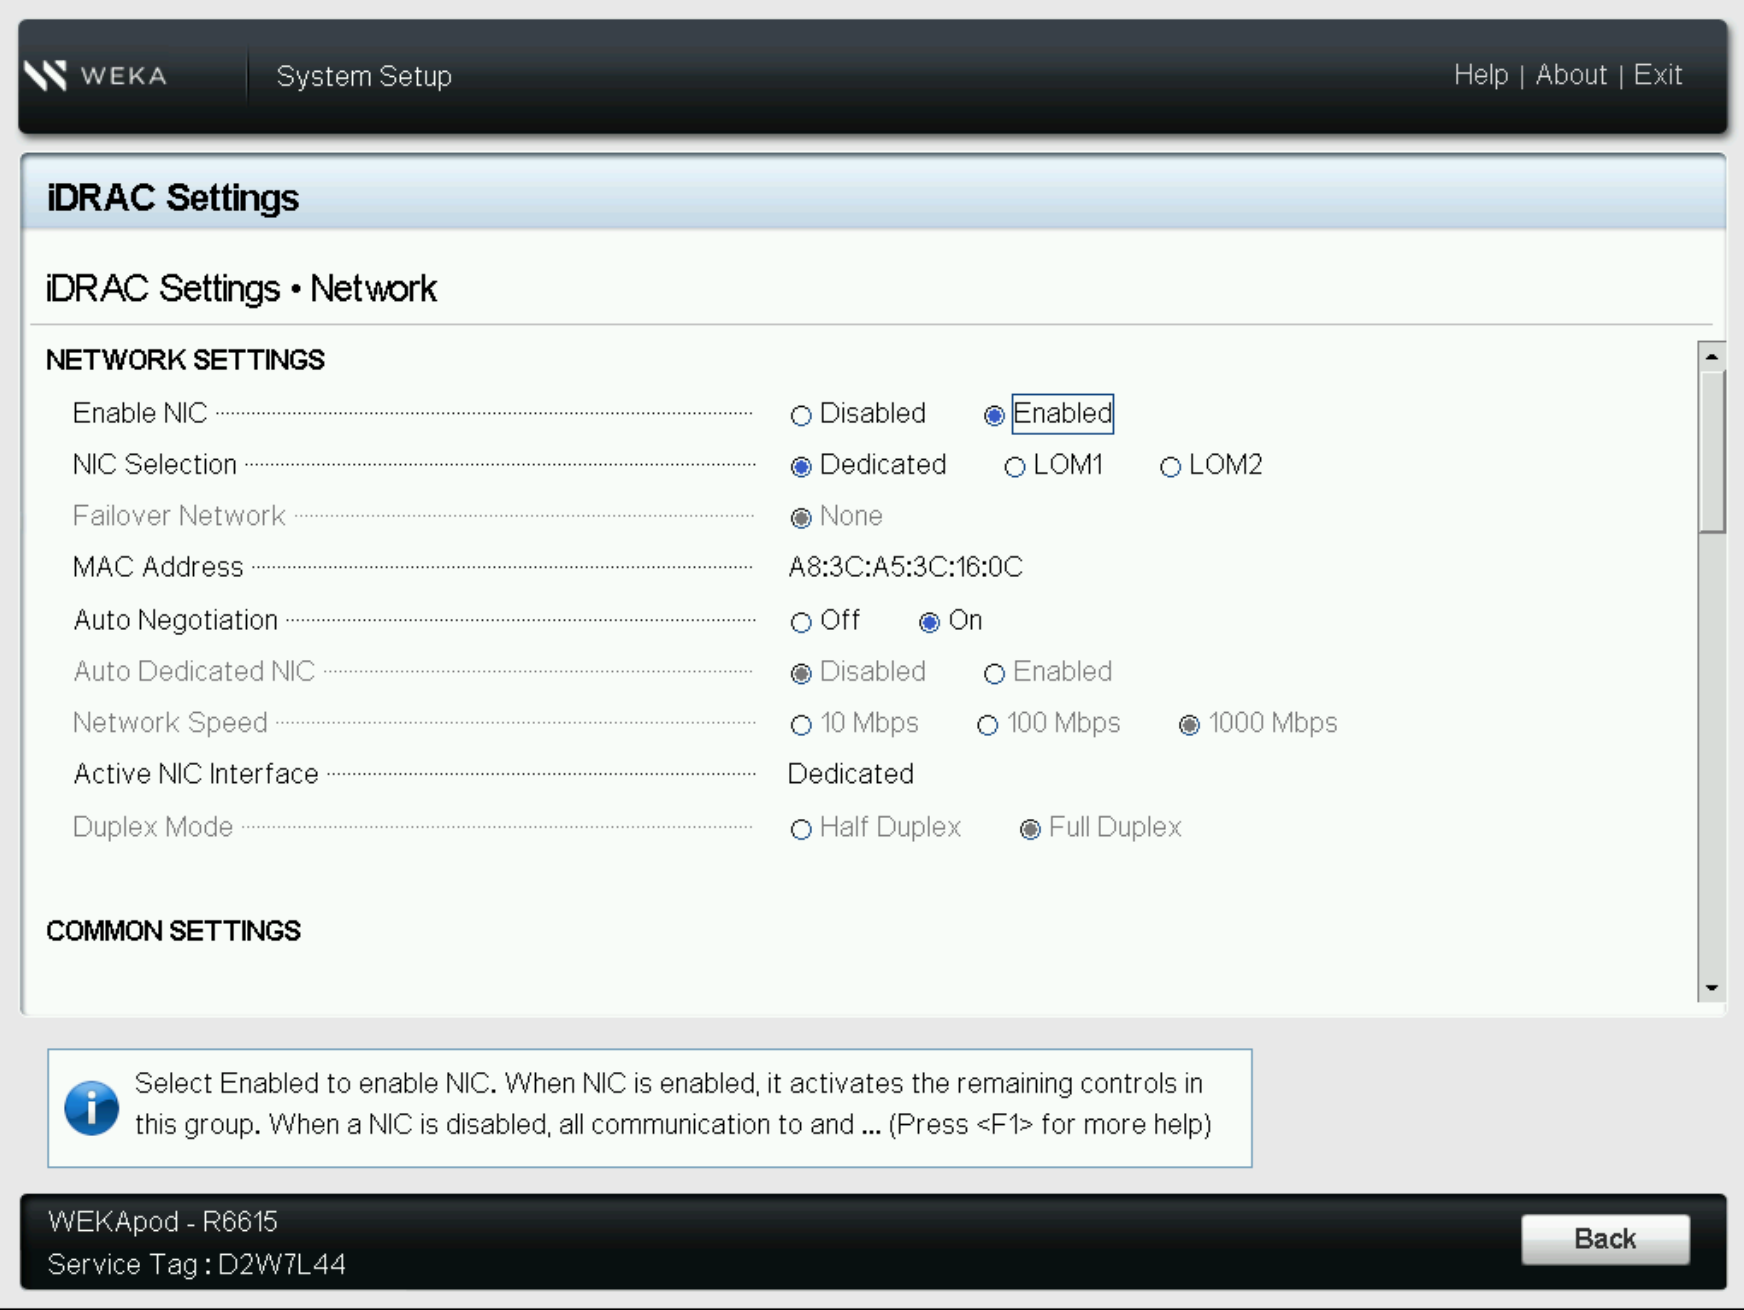 WEKA System Setup Help | About | Exit
iDRAC Settings
iDRAC Settings • Network
NETWORK SETTINGS
Enable NIC Disabled Enabled
NIC Selection Dedicated LOM1 LOM2
Failover Network None
MAC Address A8:3C:A5:3C:16:0C
Auto Negotiation Off On
Auto Dedicated NIC Disabled Enabled
Network Speed 10 Mbps 100 Mbps 1000 Mbps
Active NIC Interface Dedicated
Duplex Mode Half Duplex Full Duplex
COMMON SETTINGS
Select Enabled to enable NIC. When NIC is enabled, it activates the remaining controls in
this group. When a NIC is disabled, all communication to and ... (Press <F1> for more help)
WEKApod - R6615
Service Tag : D2W7L44
Back